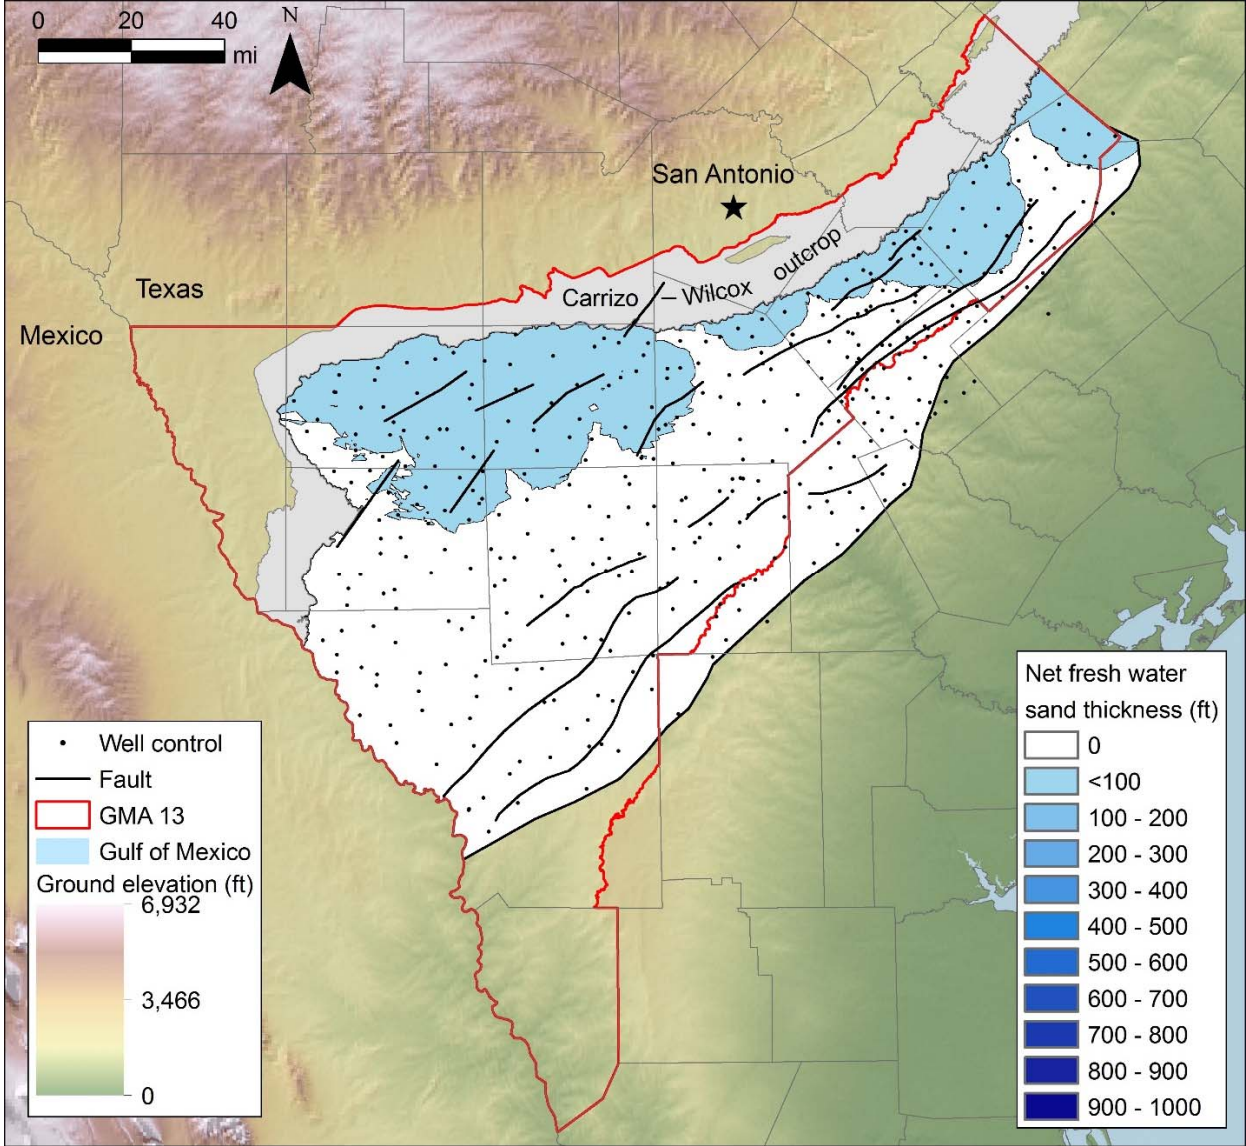 0 20 40
mi
N
San Antonio
Texas
Mexico
Carrizo – Wilcox outcrop
Well control
Fault
GMA 13
Gulf of Mexico
Ground elevation (ft)
6,932
3,466
0
Net fresh water
sand thickness (ft)
0
<100
100 - 200
200 - 300
300 - 400
400 - 500
500 - 600
600 - 700
700 - 800
800 - 900
900 - 1000